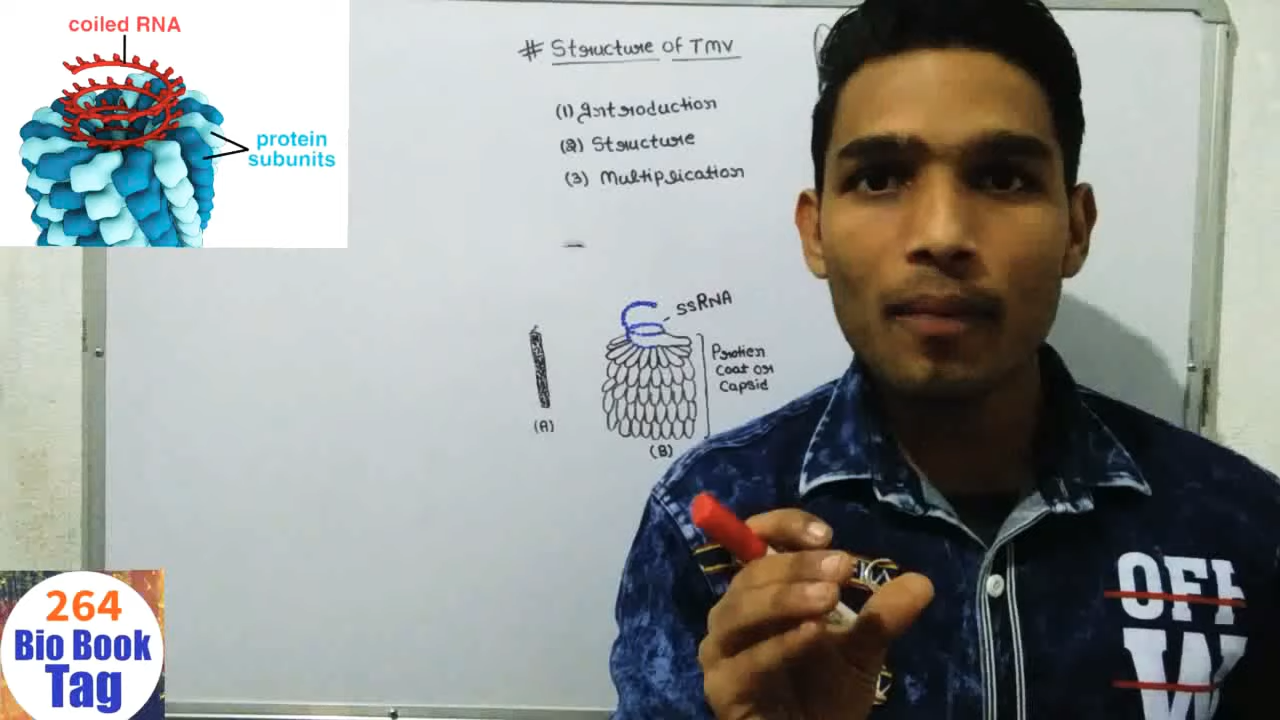 coiled RNA
protein
subunits
# Structure of TMV
(1) Introduction
(2) Structure
(3) Multiplication
ssRNA
Protien
Coat or
Capsid
(A)
(B)
OFF
W
264
Bio Book
Tag